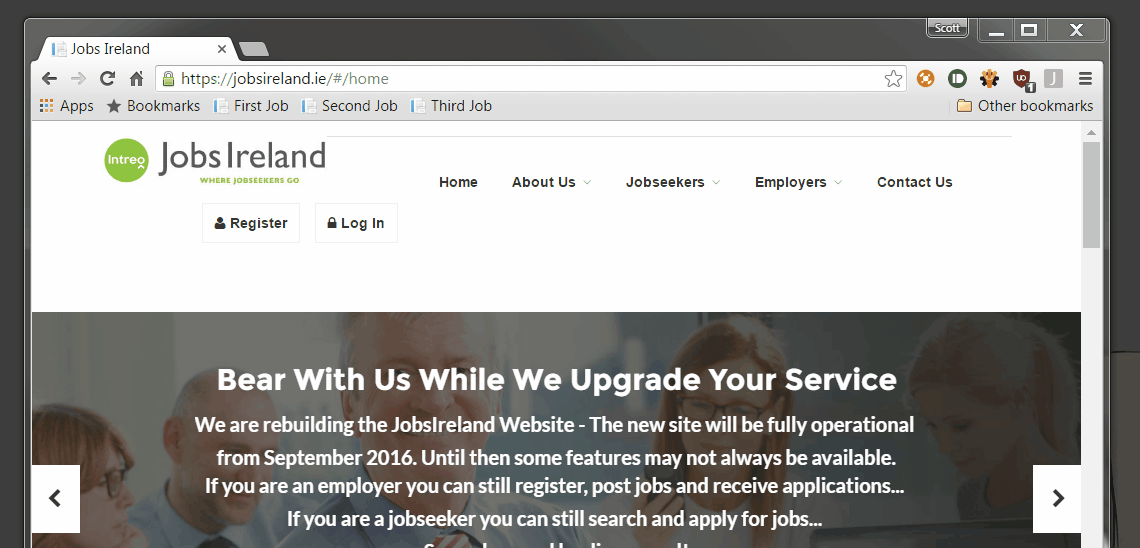 Scott
Jobs Ireland
https://jobsireland.ie/#/home
UO
1
J
Apps Bookmarks First Job Second Job Third Job Other bookmarks
Intreo
JobsIreland
WHERE JOBSEEKERS GO
Home About Us Jobseekers Employers Contact Us
Register Log In
Bear With Us While We Upgrade Your Service
We are rebuilding the JobsIreland Website - The new site will be fully operational
from September 2016. Until then some features may not always be available.
If you are an employer you can still register, post jobs and receive applications...
If you are a jobseeker you can still search and apply for jobs...